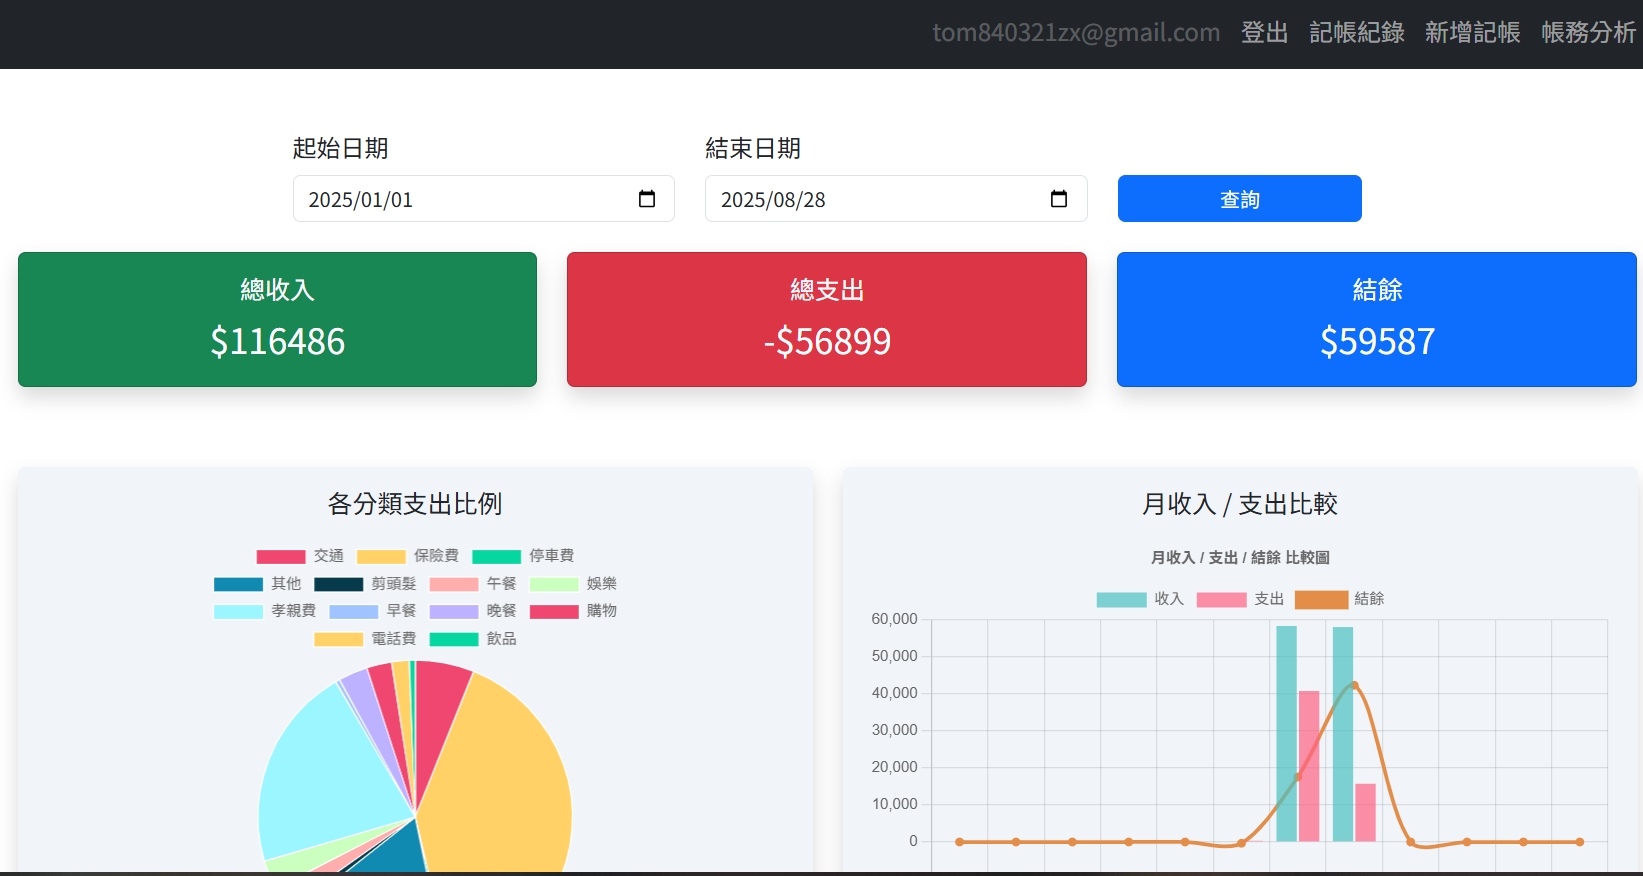 tom840321zx@gmail.com 登出 記帳紀錄 新增記帳 帳務分析
起始日期 結束日期
2025/01/01 2025/08/28 查詢
總收入 總支出 結餘
$116486 -$56899 $59587
各分類支出比例
交通 保險費 停車費
其他 剪頭髮 午餐 娛樂
孝親費 早餐 晚餐 購物
電話費 飲品
月收入 / 支出比較
月收入 / 支出 / 結餘 比較圖
收入 支出 結餘
60,000
50,000
40,000
30,000
20,000
10,000
0